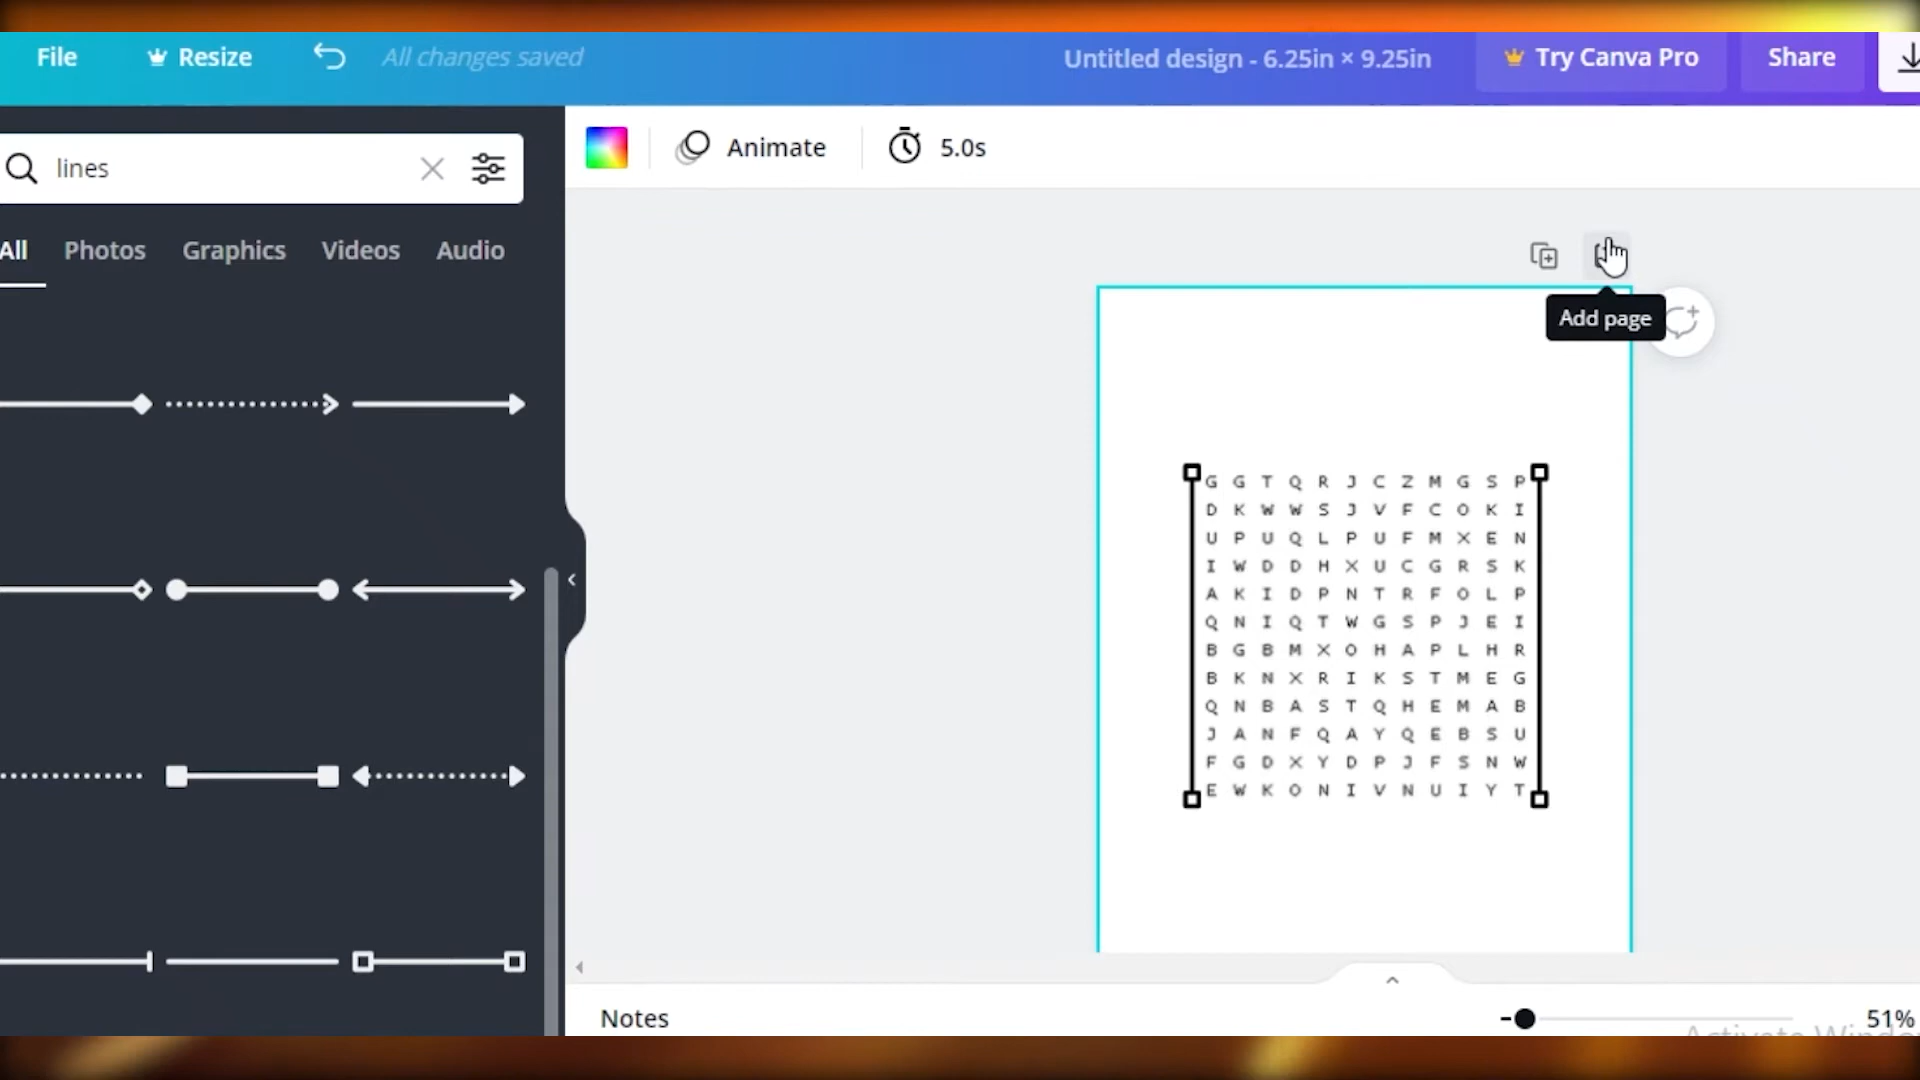 File Resize All changes saved Untitled design - 6.25in × 9.25in Try Canva Pro Share
lines
Animate 5.0s
All Photos Graphics Videos Audio
Add page
G G T Q R J C Z M G S P
D K W W S J V F C O K I
U P U Q L P U F M X E N
I W D D H X U C G R S K
A K I D P N T R F O L P
Q N I Q T W G S P J E I
B G B M X O H A P L H R
B K N X R I K S T M E G
Q N B A S T Q H E M A B
J A N F Q A Y Q E B S U
F G D X Y D P J F S N W
E W K O N I V N U I Y T
Notes 51%